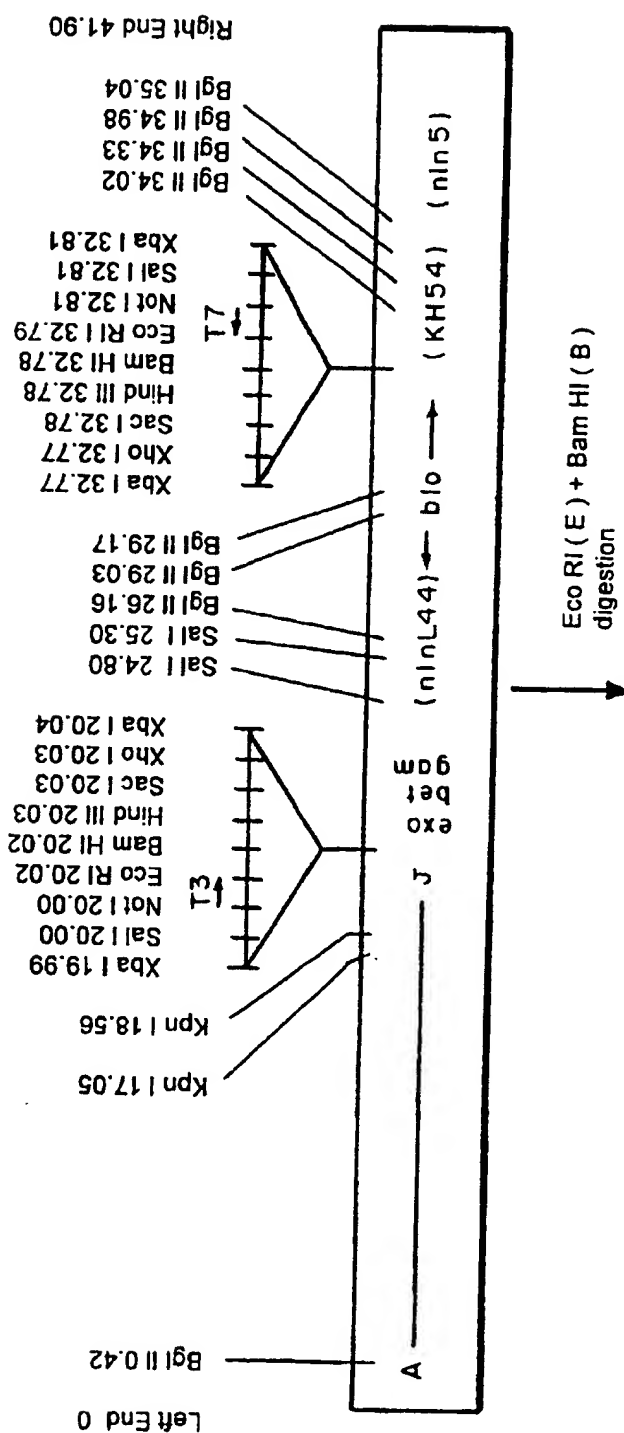 Left End 0
Bgl II 0.42
Kpn I 17.05
Kpn I 18.56
Xba I 19.99
Sal I 20.00
Not I 20.00
Eco RI 20.02
Bam HI 20.02
Hind III 20.03
Sac I 20.03
Xho I 20.03
Xba I 20.04
T3
Sal I 24.80
Sal I 25.30
Bgl II 26.16
Bgl II 29.03
Bgl II 29.17
Xba I 32.77
Xho I 32.77
Sac I 32.78
Hind III 32.78
Bam HI 32.78
Eco RI 32.79
Not I 32.81
Sal I 32.81
Xba I 32.81
T7
Bgl II 34.02
Bgl II 34.33
Bgl II 34.98
Bgl II 35.04
Right End 41.90
A
J
exo
bet
gam
(nInL44)
bio
(KH54)
(nIn5)
Eco RI (E) + Bam HI (B)
digestion